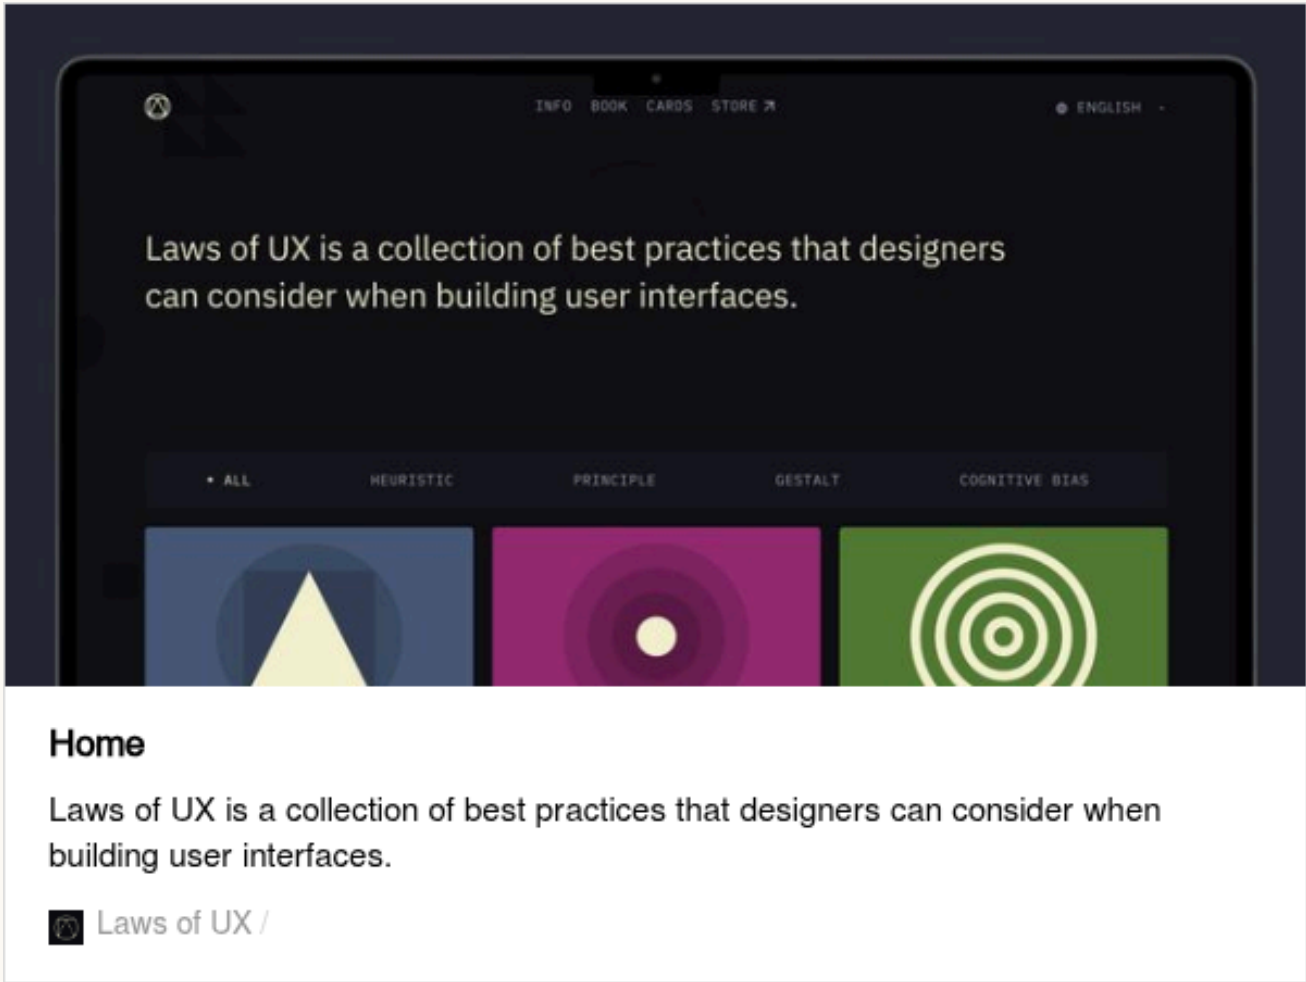 INFO BOOK CARDS STORE ENGLISH
Laws of UX is a collection of best practices that designers
can consider when building user interfaces.
ALL HEURISTIC PRINCIPLE GESTALT COGNITIVE BIAS
Home
Laws of UX is a collection of best practices that designers can consider when
building user interfaces.
Laws of UX /